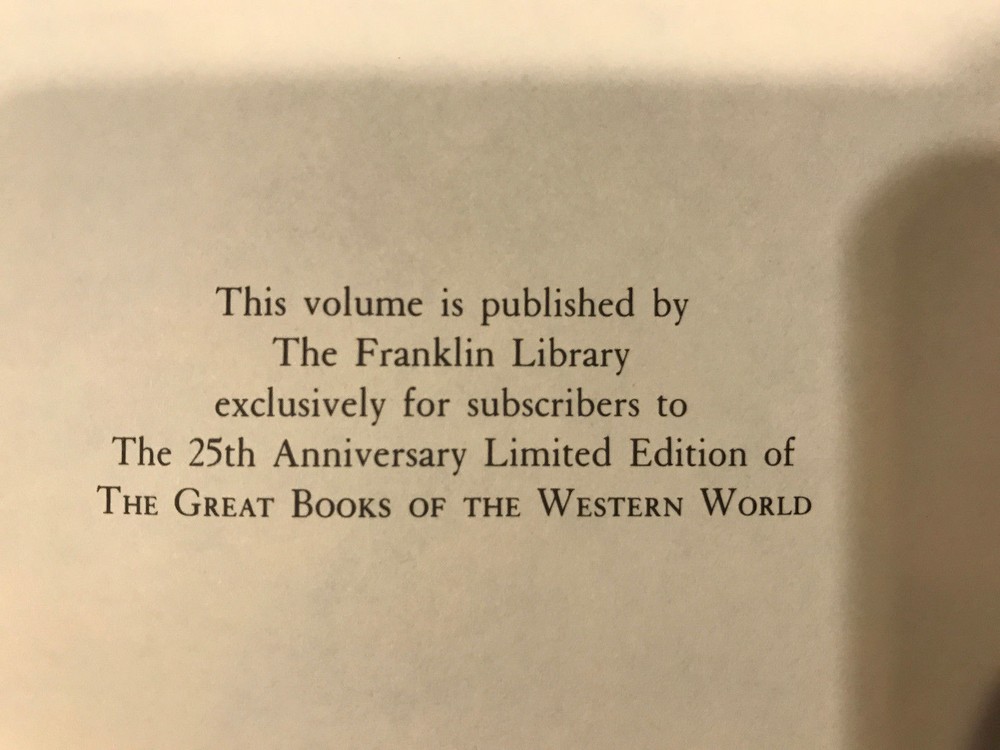 This volume is published by
The Franklin Library
exclusively for subscribers to
The 25th Anniversary Limited Edition of
THE GREAT BOOKS OF THE WESTERN WORLD